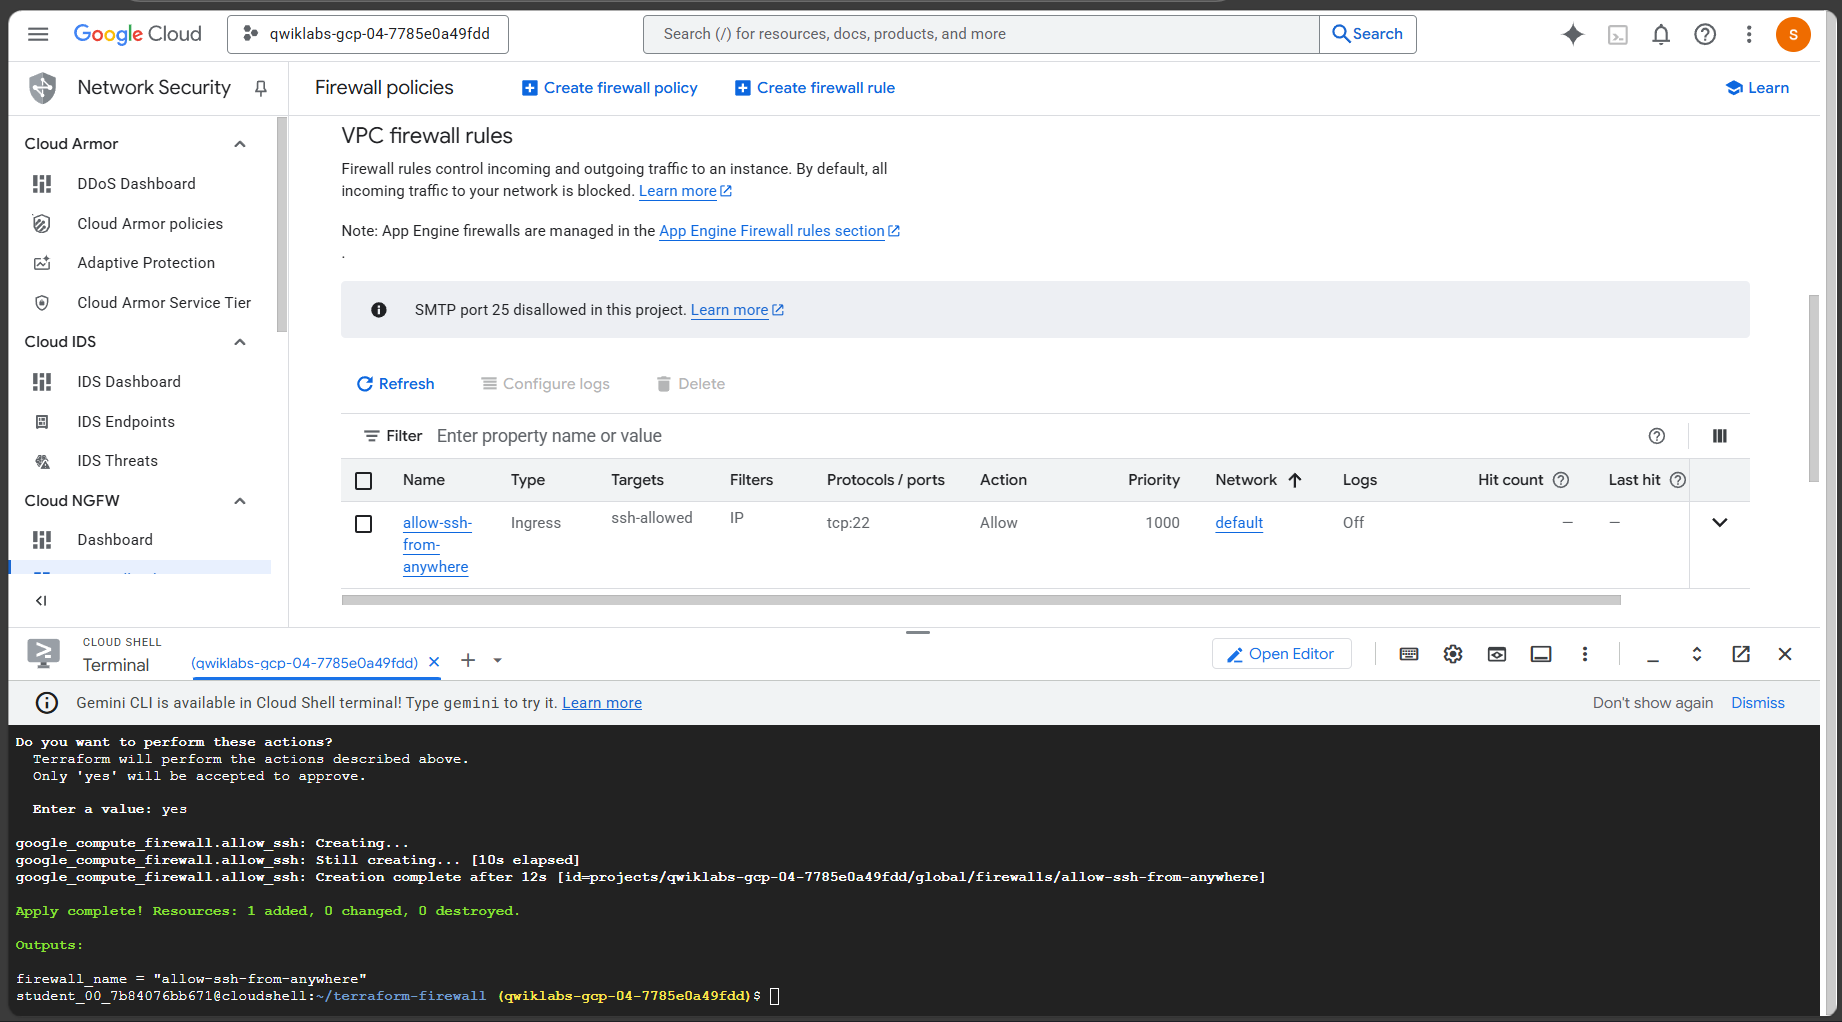 Google Cloud
qwiklabs-gcp-04-7785e0a49fdd
Search (/) for resources, docs, products, and more
Search
S
Network Security
Firewall policies
Create firewall policy
Create firewall rule
Learn
Cloud Armor
DDoS Dashboard
Cloud Armor policies
Adaptive Protection
Cloud Armor Service Tier
Cloud IDS
IDS Dashboard
IDS Endpoints
IDS Threats
Cloud NGFW
Dashboard
VPC firewall rules
Firewall rules control incoming and outgoing traffic to an instance. By default, all
incoming traffic to your network is blocked. Learn more
Note: App Engine firewalls are managed in the App Engine Firewall rules section
.
SMTP port 25 disallowed in this project. Learn more
Refresh
Configure logs
Delete
Filter Enter property name or value
Name Type Targets Filters Protocols / ports Action Priority Network Logs Hit count Last hit
allow-ssh-from-anywhere Ingress ssh-allowed IP tcp:22 Allow 1000 default Off — —
CLOUD SHELL
Terminal
(qwiklabs-gcp-04-7785e0a49fdd)
Open Editor
Gemini CLI is available in Cloud Shell terminal! Type gemini to try it. Learn more
Don't show again
Dismiss
Do you want to perform these actions?
Terraform will perform the actions described above.
Only 'yes' will be accepted to approve.
Enter a value: yes
google_compute_firewall.allow_ssh: Creating...
google_compute_firewall.allow_ssh: Still creating... [10s elapsed]
google_compute_firewall.allow_ssh: Creation complete after 12s [id=projects/qwiklabs-gcp-04-7785e0a49fdd/global/firewalls/allow-ssh-from-anywhere]
Apply complete! Resources: 1 added, 0 changed, 0 destroyed.
Outputs:
firewall_name = "allow-ssh-from-anywhere"
student_00_7b84076bb671@cloudshell:~/terraform-firewall (qwiklabs-gcp-04-7785e0a49fdd)$